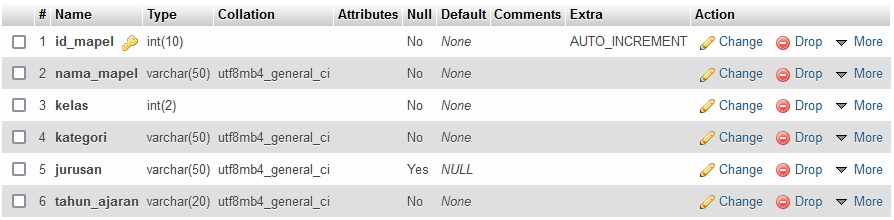 # Name Type Collation Attributes Null Default Comments Extra Action
1 id_mapel int(10) No None AUTO_INCREMENT Change Drop More
2 nama_mapel varchar(50) utf8mb4_general_ci No None Change Drop More
3 kelas int(2) No None Change Drop More
4 kategori varchar(50) utf8mb4_general_ci No None Change Drop More
5 jurusan varchar(50) utf8mb4_general_ci Yes NULL Change Drop More
6 tahun_ajaran varchar(20) utf8mb4_general_ci No None Change Drop More